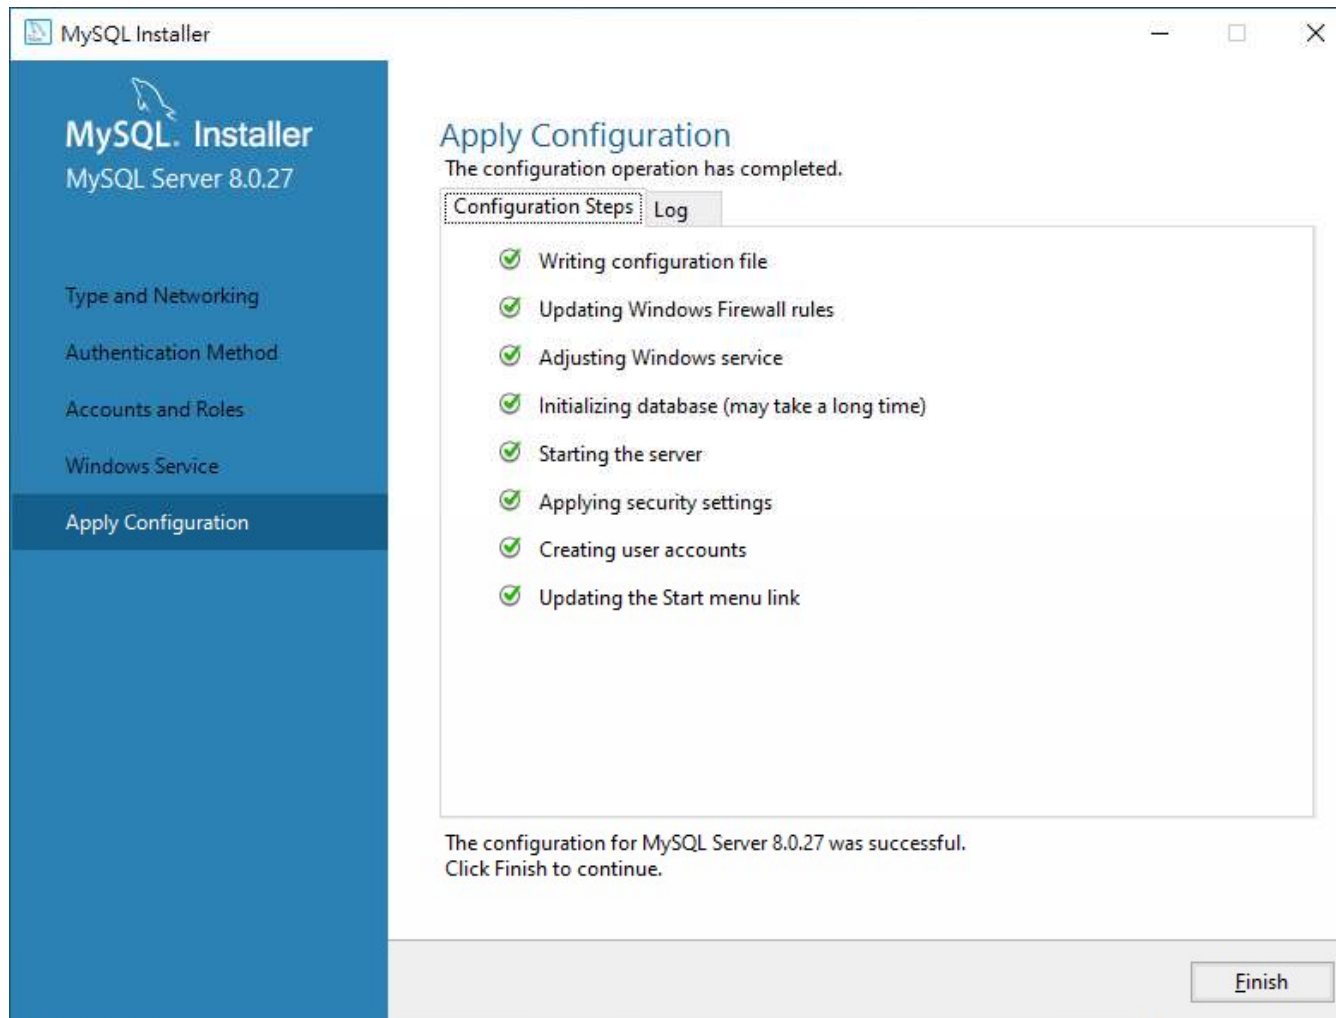 MySQL Installer
MySQL. Installer
MySQL Server 8.0.27
Type and Networking
Authentication Method
Accounts and Roles
Windows Service
Apply Configuration
Apply Configuration
The configuration operation has completed.
Configuration Steps Log
Writing configuration file
Updating Windows Firewall rules
Adjusting Windows service
Initializing database (may take a long time)
Starting the server
Applying security settings
Creating user accounts
Updating the Start menu link
The configuration for MySQL Server 8.0.27 was successful.
Click Finish to continue.
Finish